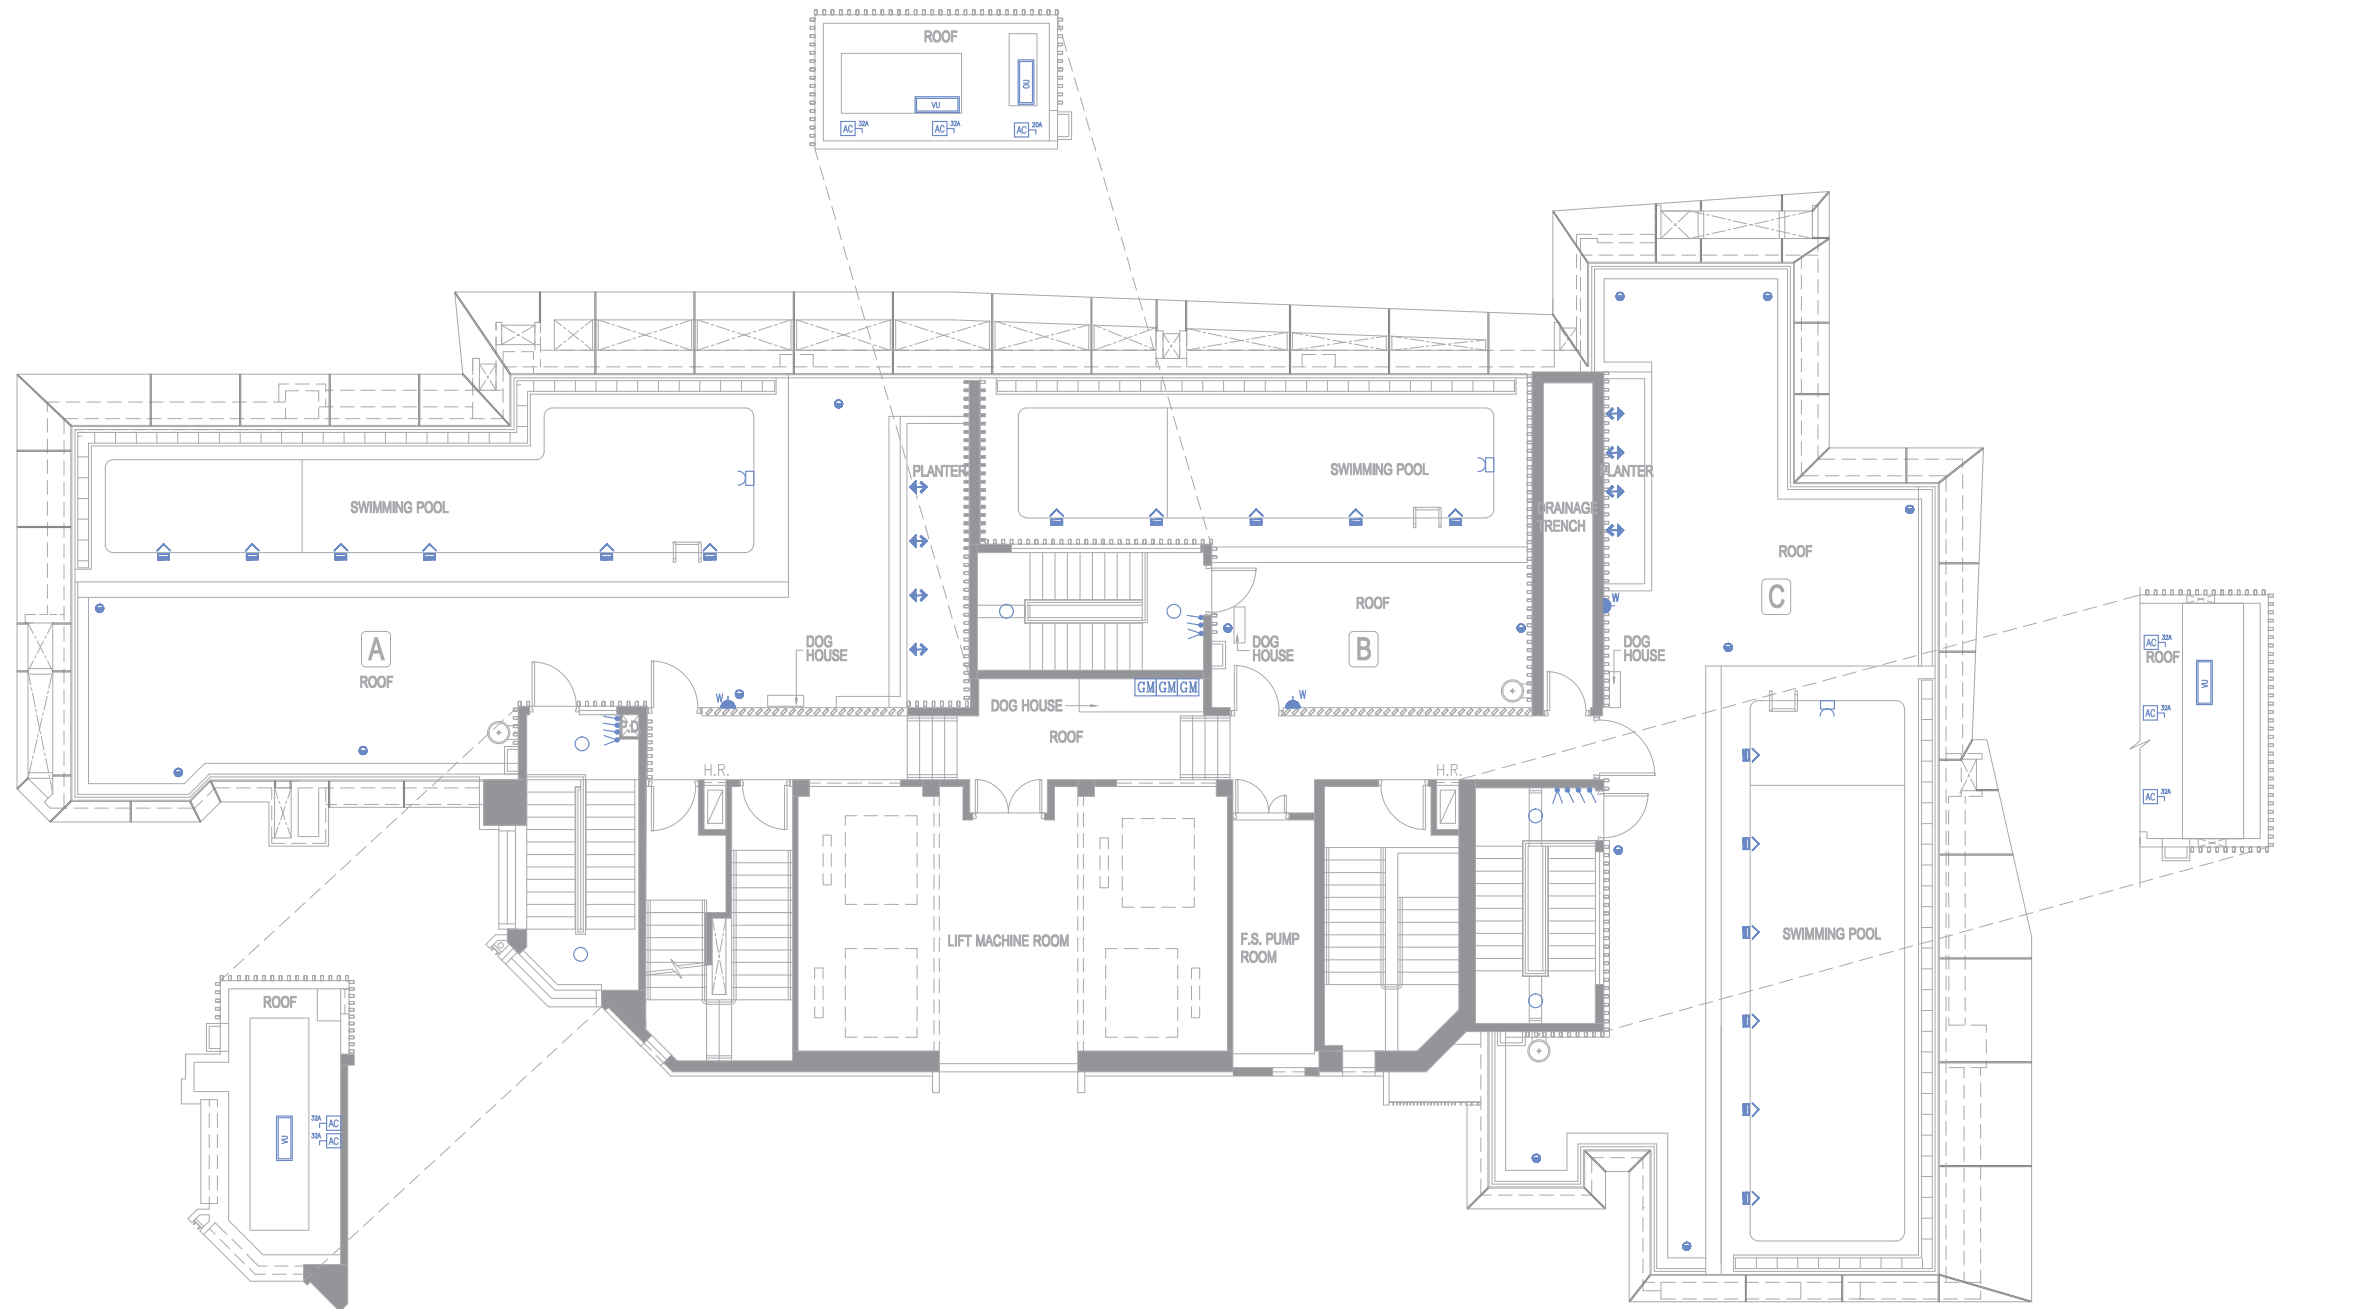 ROOF
OU
VU
AC 32A
AC 32A
AC 20A
PLANTER
SWIMMING POOL
SWIMMING POOL
PLANTER
DRAINAGE
TRENCH
ROOF
C
ROOF
A
ROOF
DOG
HOUSE
DOG
HOUSE
B
DOG
HOUSE
W
W
W
GM GM GM
DOG HOUSE
ROOF
P.D.
H.R.
H.R.
AC 32A
ROOF
VU
AC 32A
AC 32A
LIFT MACHINE ROOM
F.S. PUMP
ROOM
SWIMMING POOL
ROOF
VU
32A AC
32A AC